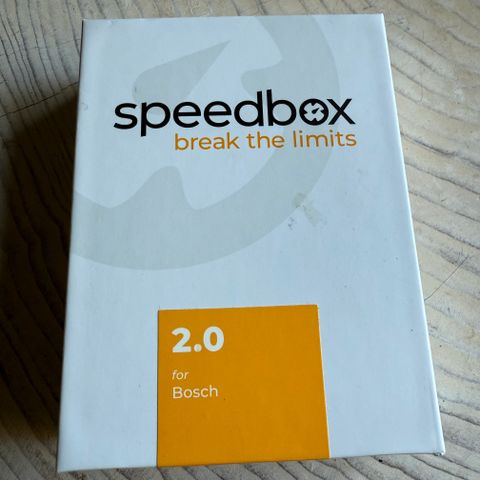 speedbox
break the limits
2.0
for
Bosch